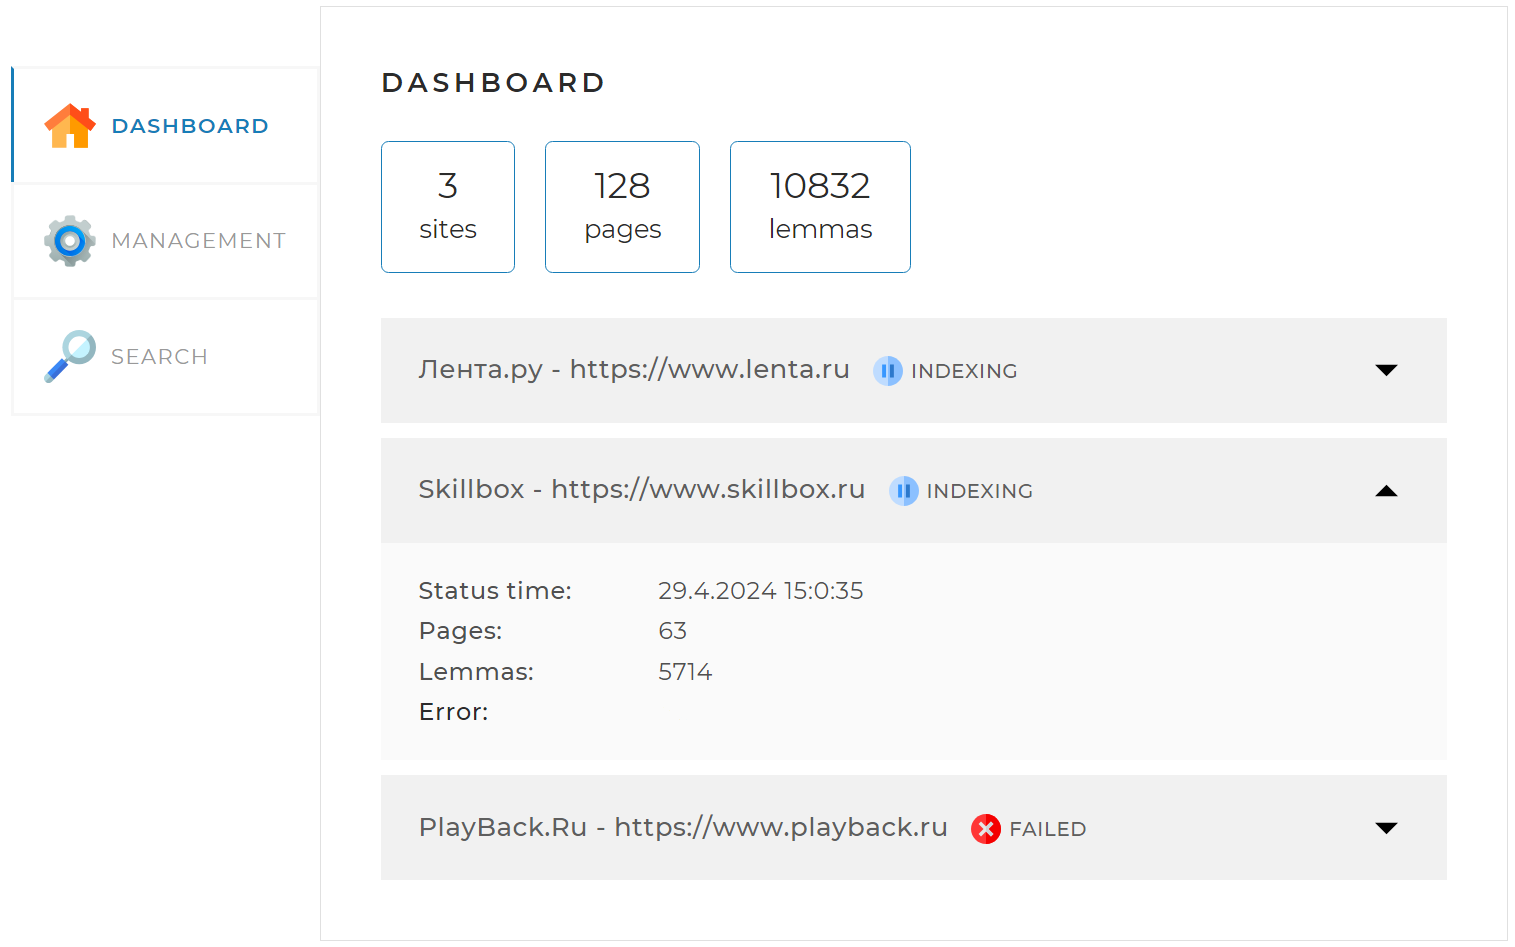 DASHBOARD
MANAGEMENT
SEARCH
DASHBOARD
3
sites
128
pages
10832
lemmas
Лента.ру - https://www.lenta.ru INDEXING
Skillbox - https://www.skillbox.ru INDEXING
Status time: 29.4.2024 15:0:35
Pages: 63
Lemmas: 5714
Error:
PlayBack.Ru - https://www.playback.ru FAILED